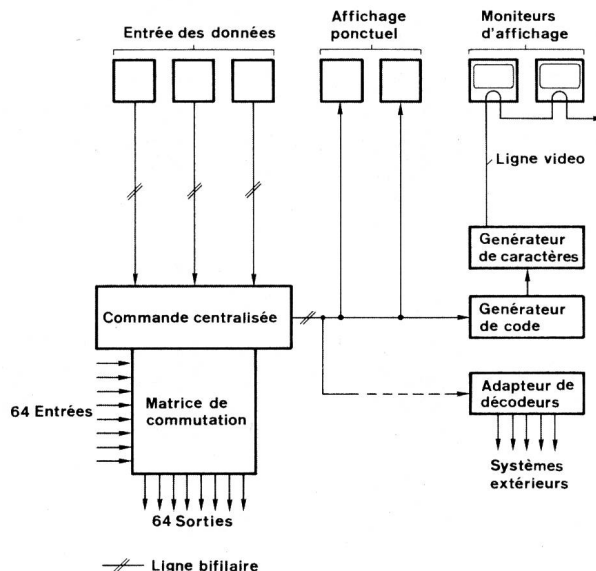 Entrée des données
Affichage
ponctuel
Moniteurs
d'affichage
Ligne video
Genérateur
de caractères
Commande centralisée
Genérateur
de code
64 Entrées
Matrice de
commutation
Adapteur de
décodeurs
Systèmes
extérieurs
64 Sorties
Ligne bifilaire